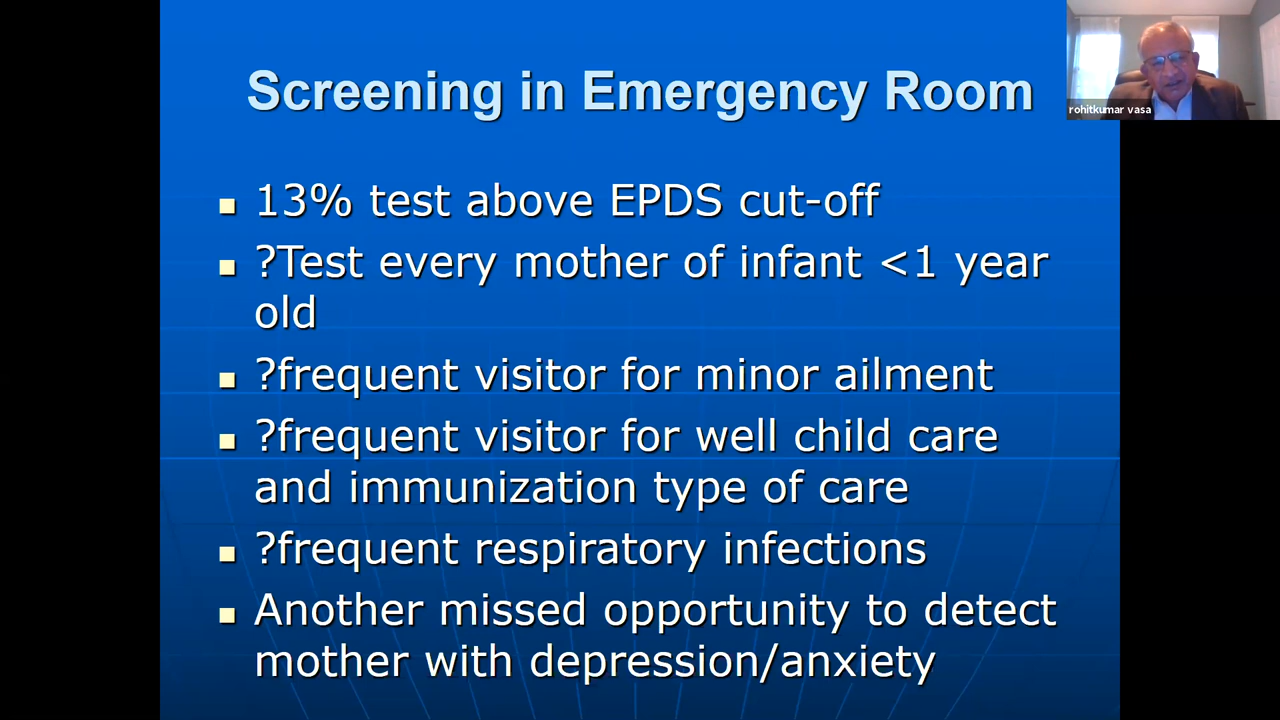 Screening in Emergency Room
rohitkumar vasa
13% test above EPDS cut-off
?Test every mother of infant <1 year
old
?frequent visitor for minor ailment
?frequent visitor for well child care
and immunization type of care
?frequent respiratory infections
Another missed opportunity to detect
mother with depression/anxiety